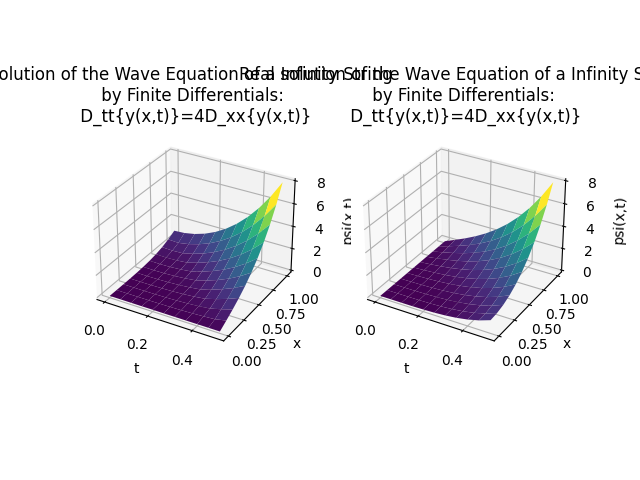 olution of the Wave Equation of a Infinity String
by Finite Differentials:
D_tt{y(x,t)}=4D_xx{y(x,t)}
8
6
4
2
0
0.0
0.2
0.4
t
0.00
0.25
0.50
0.75
1.00
x
Real solution of the Wave Equation of a Infinity S
by Finite Differentials:
D_tt{y(x,t)}=4D_xx{y(x,t)}
psi(x,t)
8
6
4
2
0
0.0
0.2
0.4
t
0.00
0.25
0.50
0.75
1.00
x